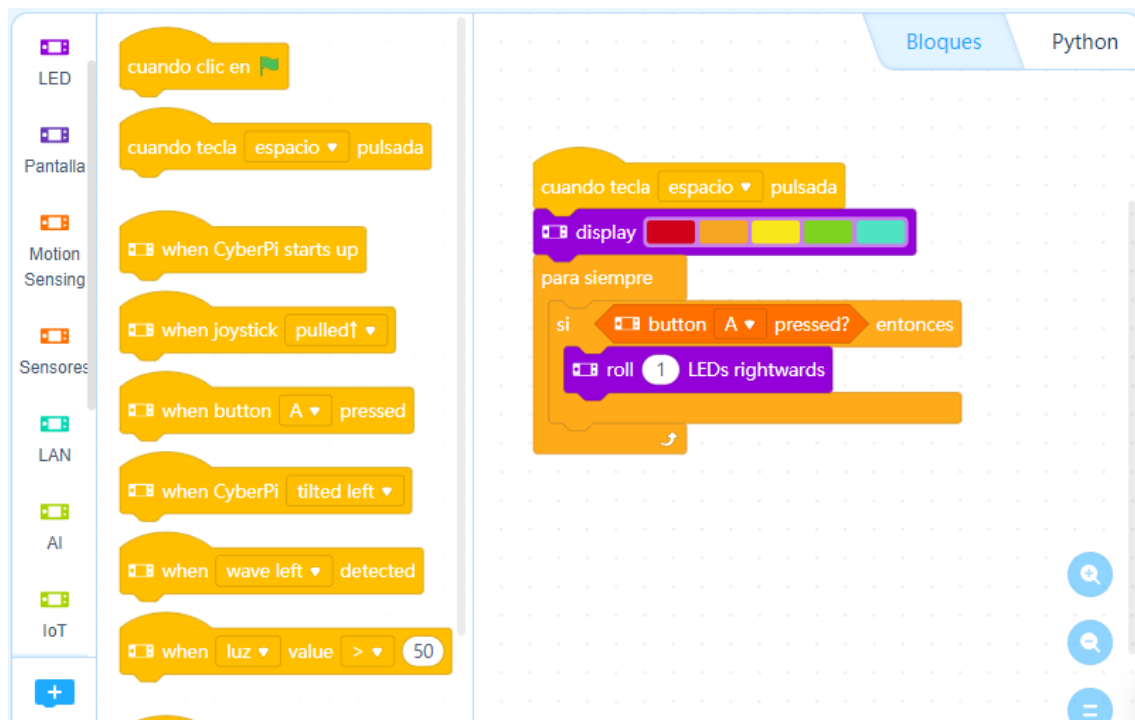 LED
Pantalla
Motion
Sensing
Sensores
LAN
AI
IoT
+
cuando clic en
cuando tecla espacio ▾ pulsada
when CyberPi starts up
when joystick pulled↑ ▾
when button A ▾ pressed
when CyberPi tilted left ▾
when wave left ▾ detected
when luz ▾ value > ▾ 50
Bloques
Python
cuando tecla espacio ▾ pulsada
display
para siempre
si button A ▾ pressed? entonces
roll 1 LEDs rightwards